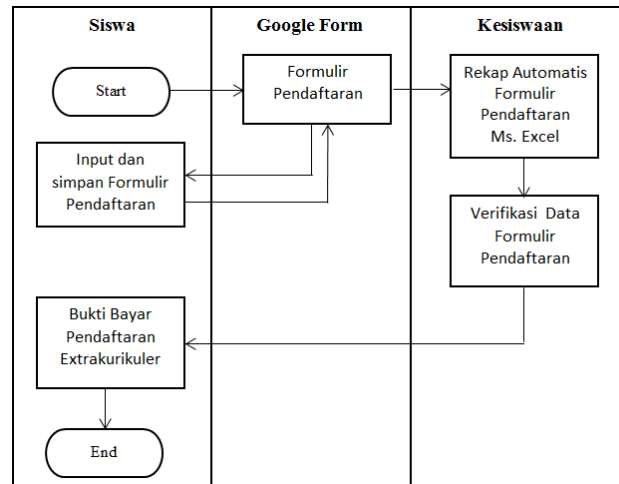 Siswa
Google Form
Kesiswaan
Start
Formulir
Pendaftaran
Rekap Automatis
Formulir
Pendaftaran
Ms. Excel
Input dan
simpan Formulir
Pendaftaran
Verifikasi Data
Formulir
Pendaftaran
Bukti Bayar
Pendaftaran
Extrakurikuler
End